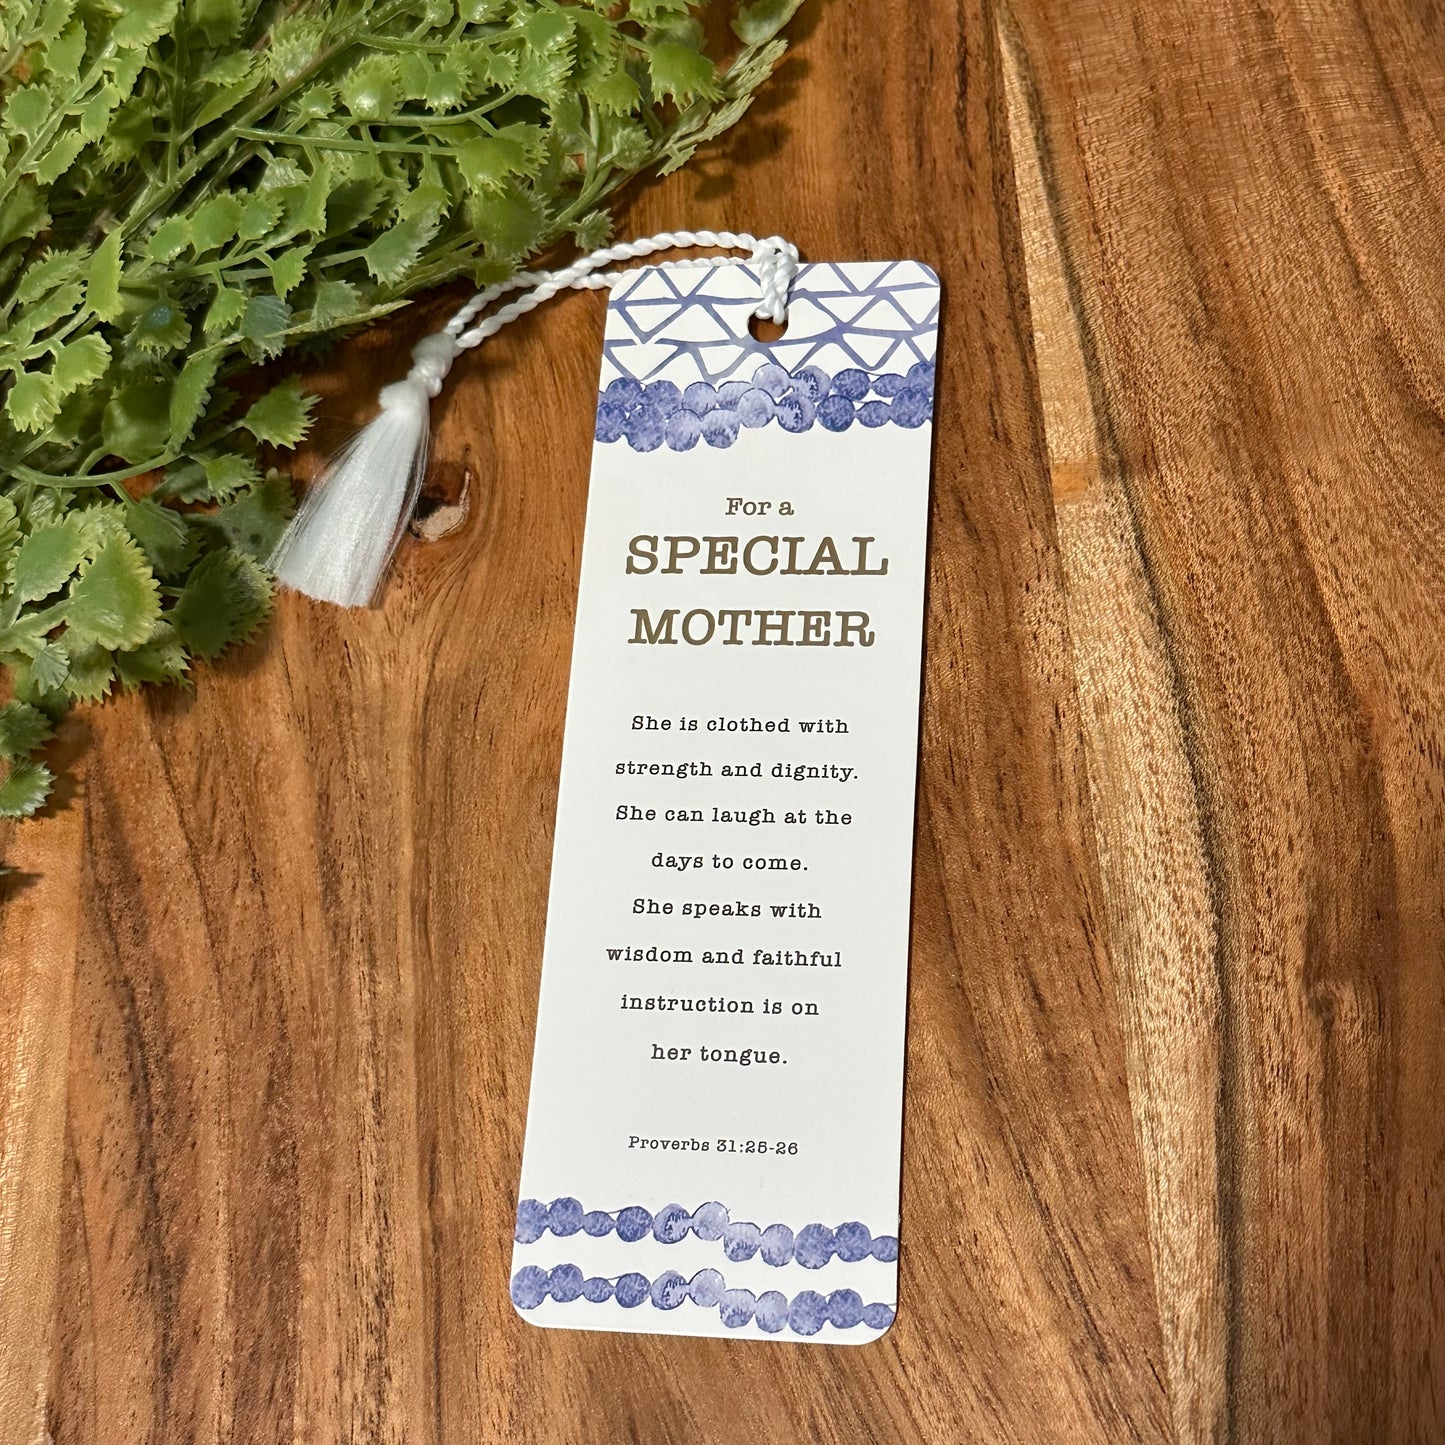 For a
SPECIAL
MOTHER
She is clothed with
strength and dignity.
She can laugh at the
days to come.
She speaks with
wisdom and faithful
instruction is on
her tongue.
Proverbs 31:25-26